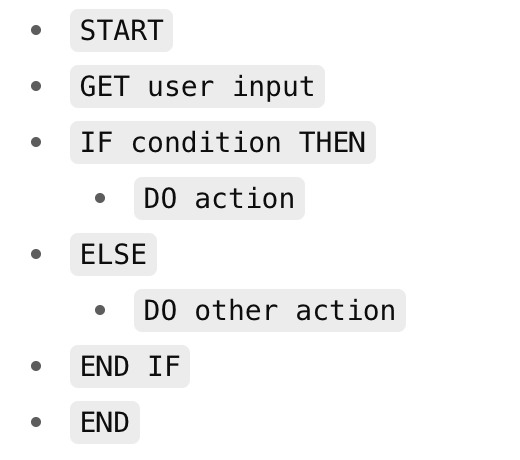 START
GET user input
IF condition THEN
DO action
ELSE
DO other action
END IF
END